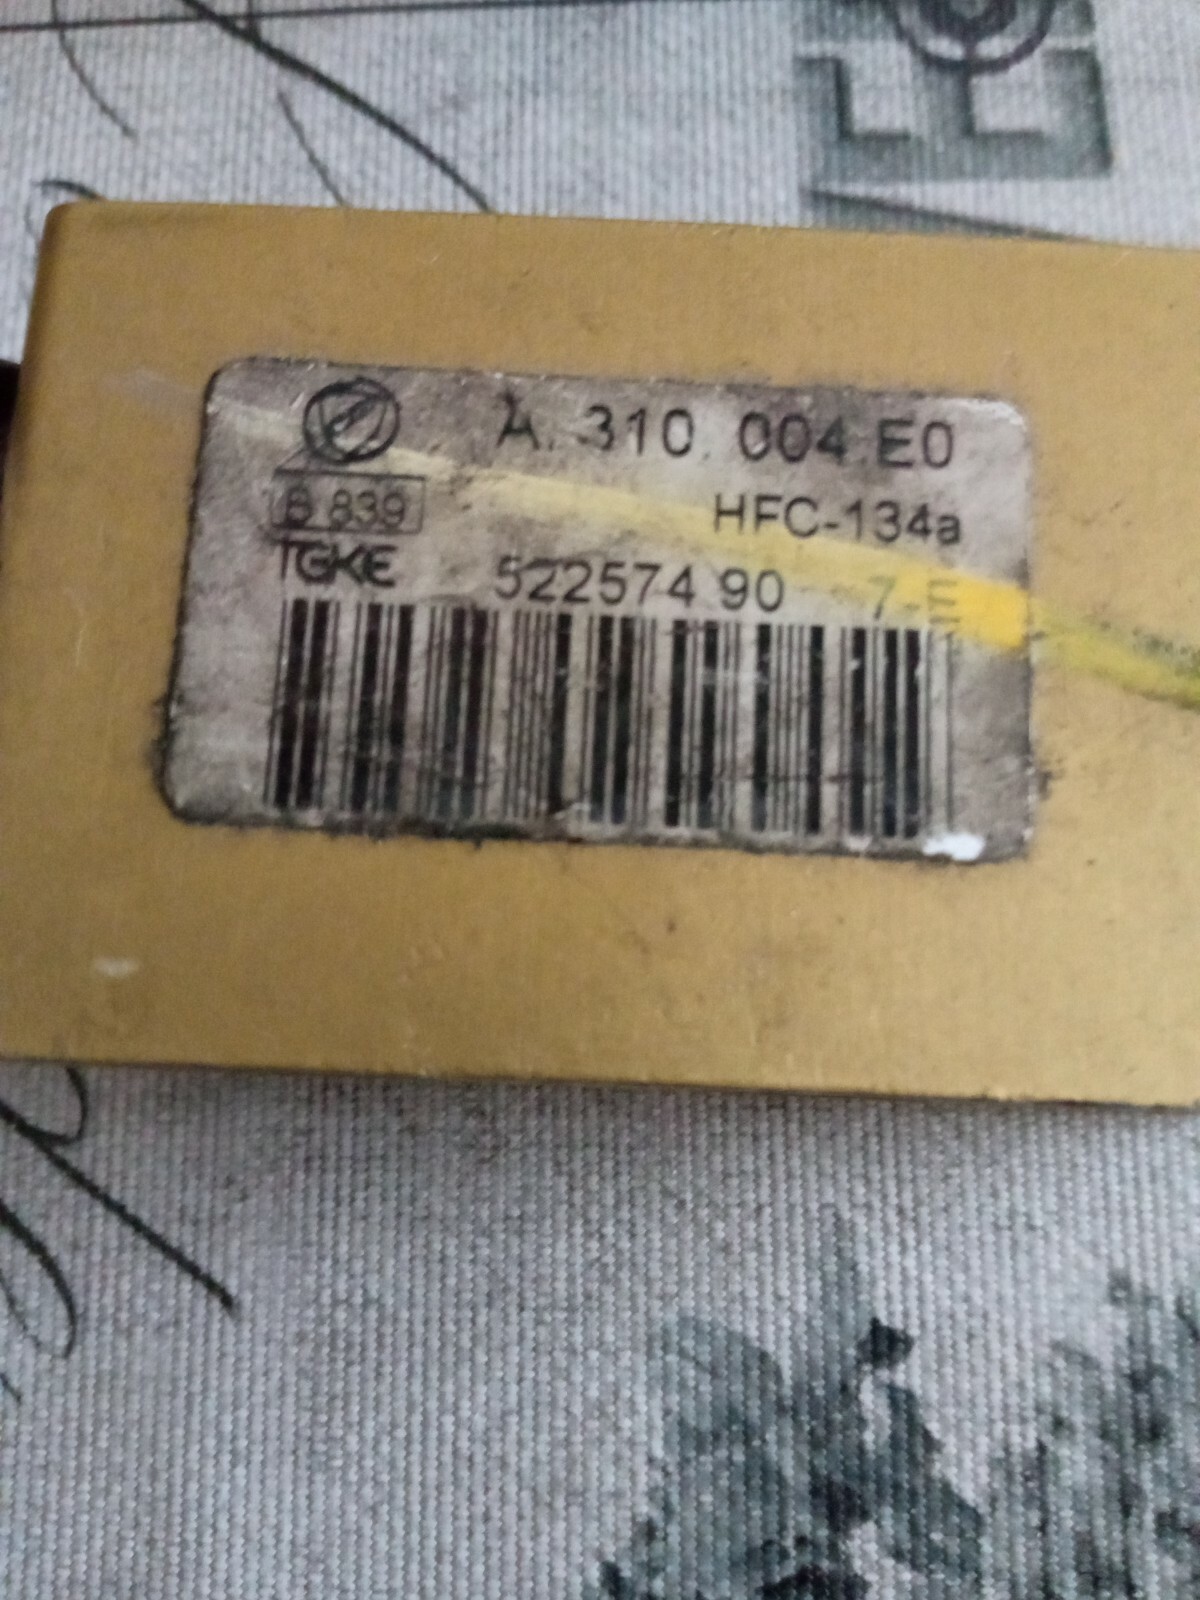 A. 310. 004.E0
B 839
HFC-134a
TGKE 522574 90 7-E